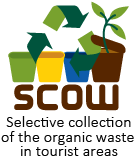 SCOW
Selective collection
of the organic waste
in tourist areas